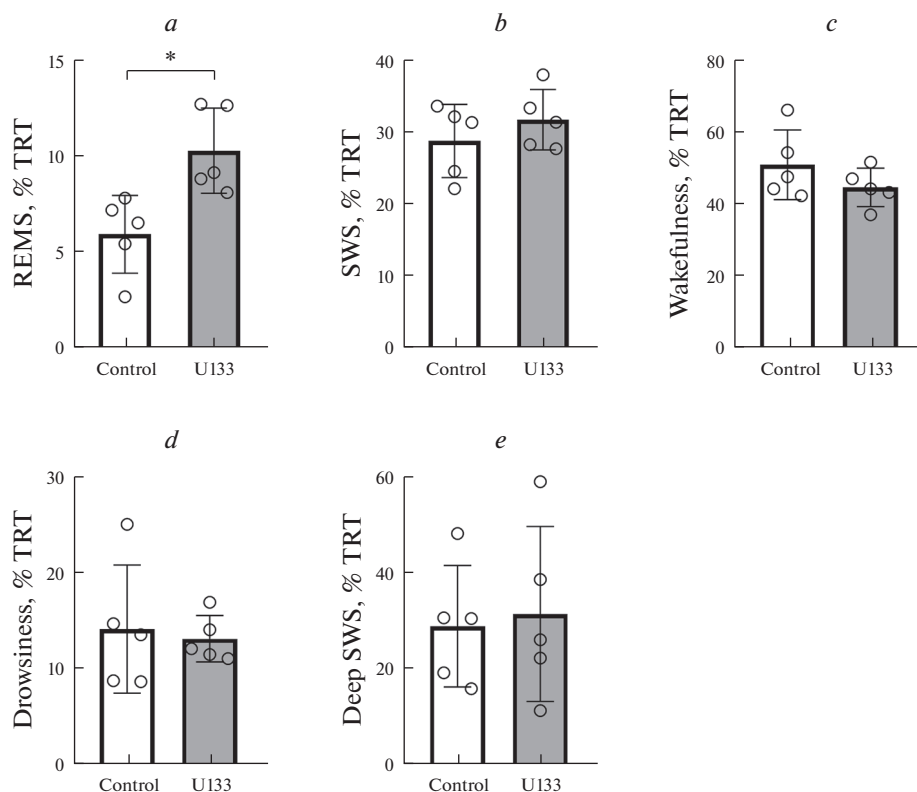 a
b
c
*
REMS, % TRT
15
10
5
0
Control
U133
SWS, % TRT
40
30
20
10
0
Control
U133
Wakefulness, % TRT
80
60
40
20
0
Control
U133
d
e
Drowsiness, % TRT
30
20
10
0
Control
U133
Deep SWS, % TRT
60
40
20
0
Control
U133